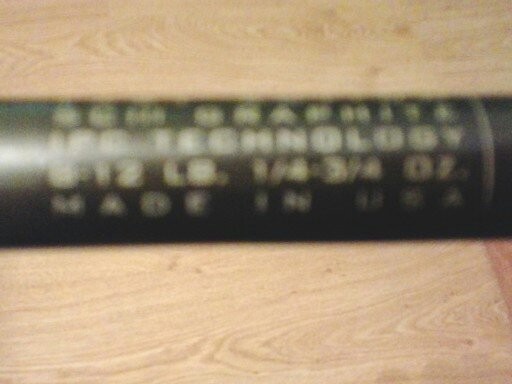 GRAPHITE
IPC TECHNOLOGY
6-12 LB. 1/4-3/4 OZ.
MADE IN USA